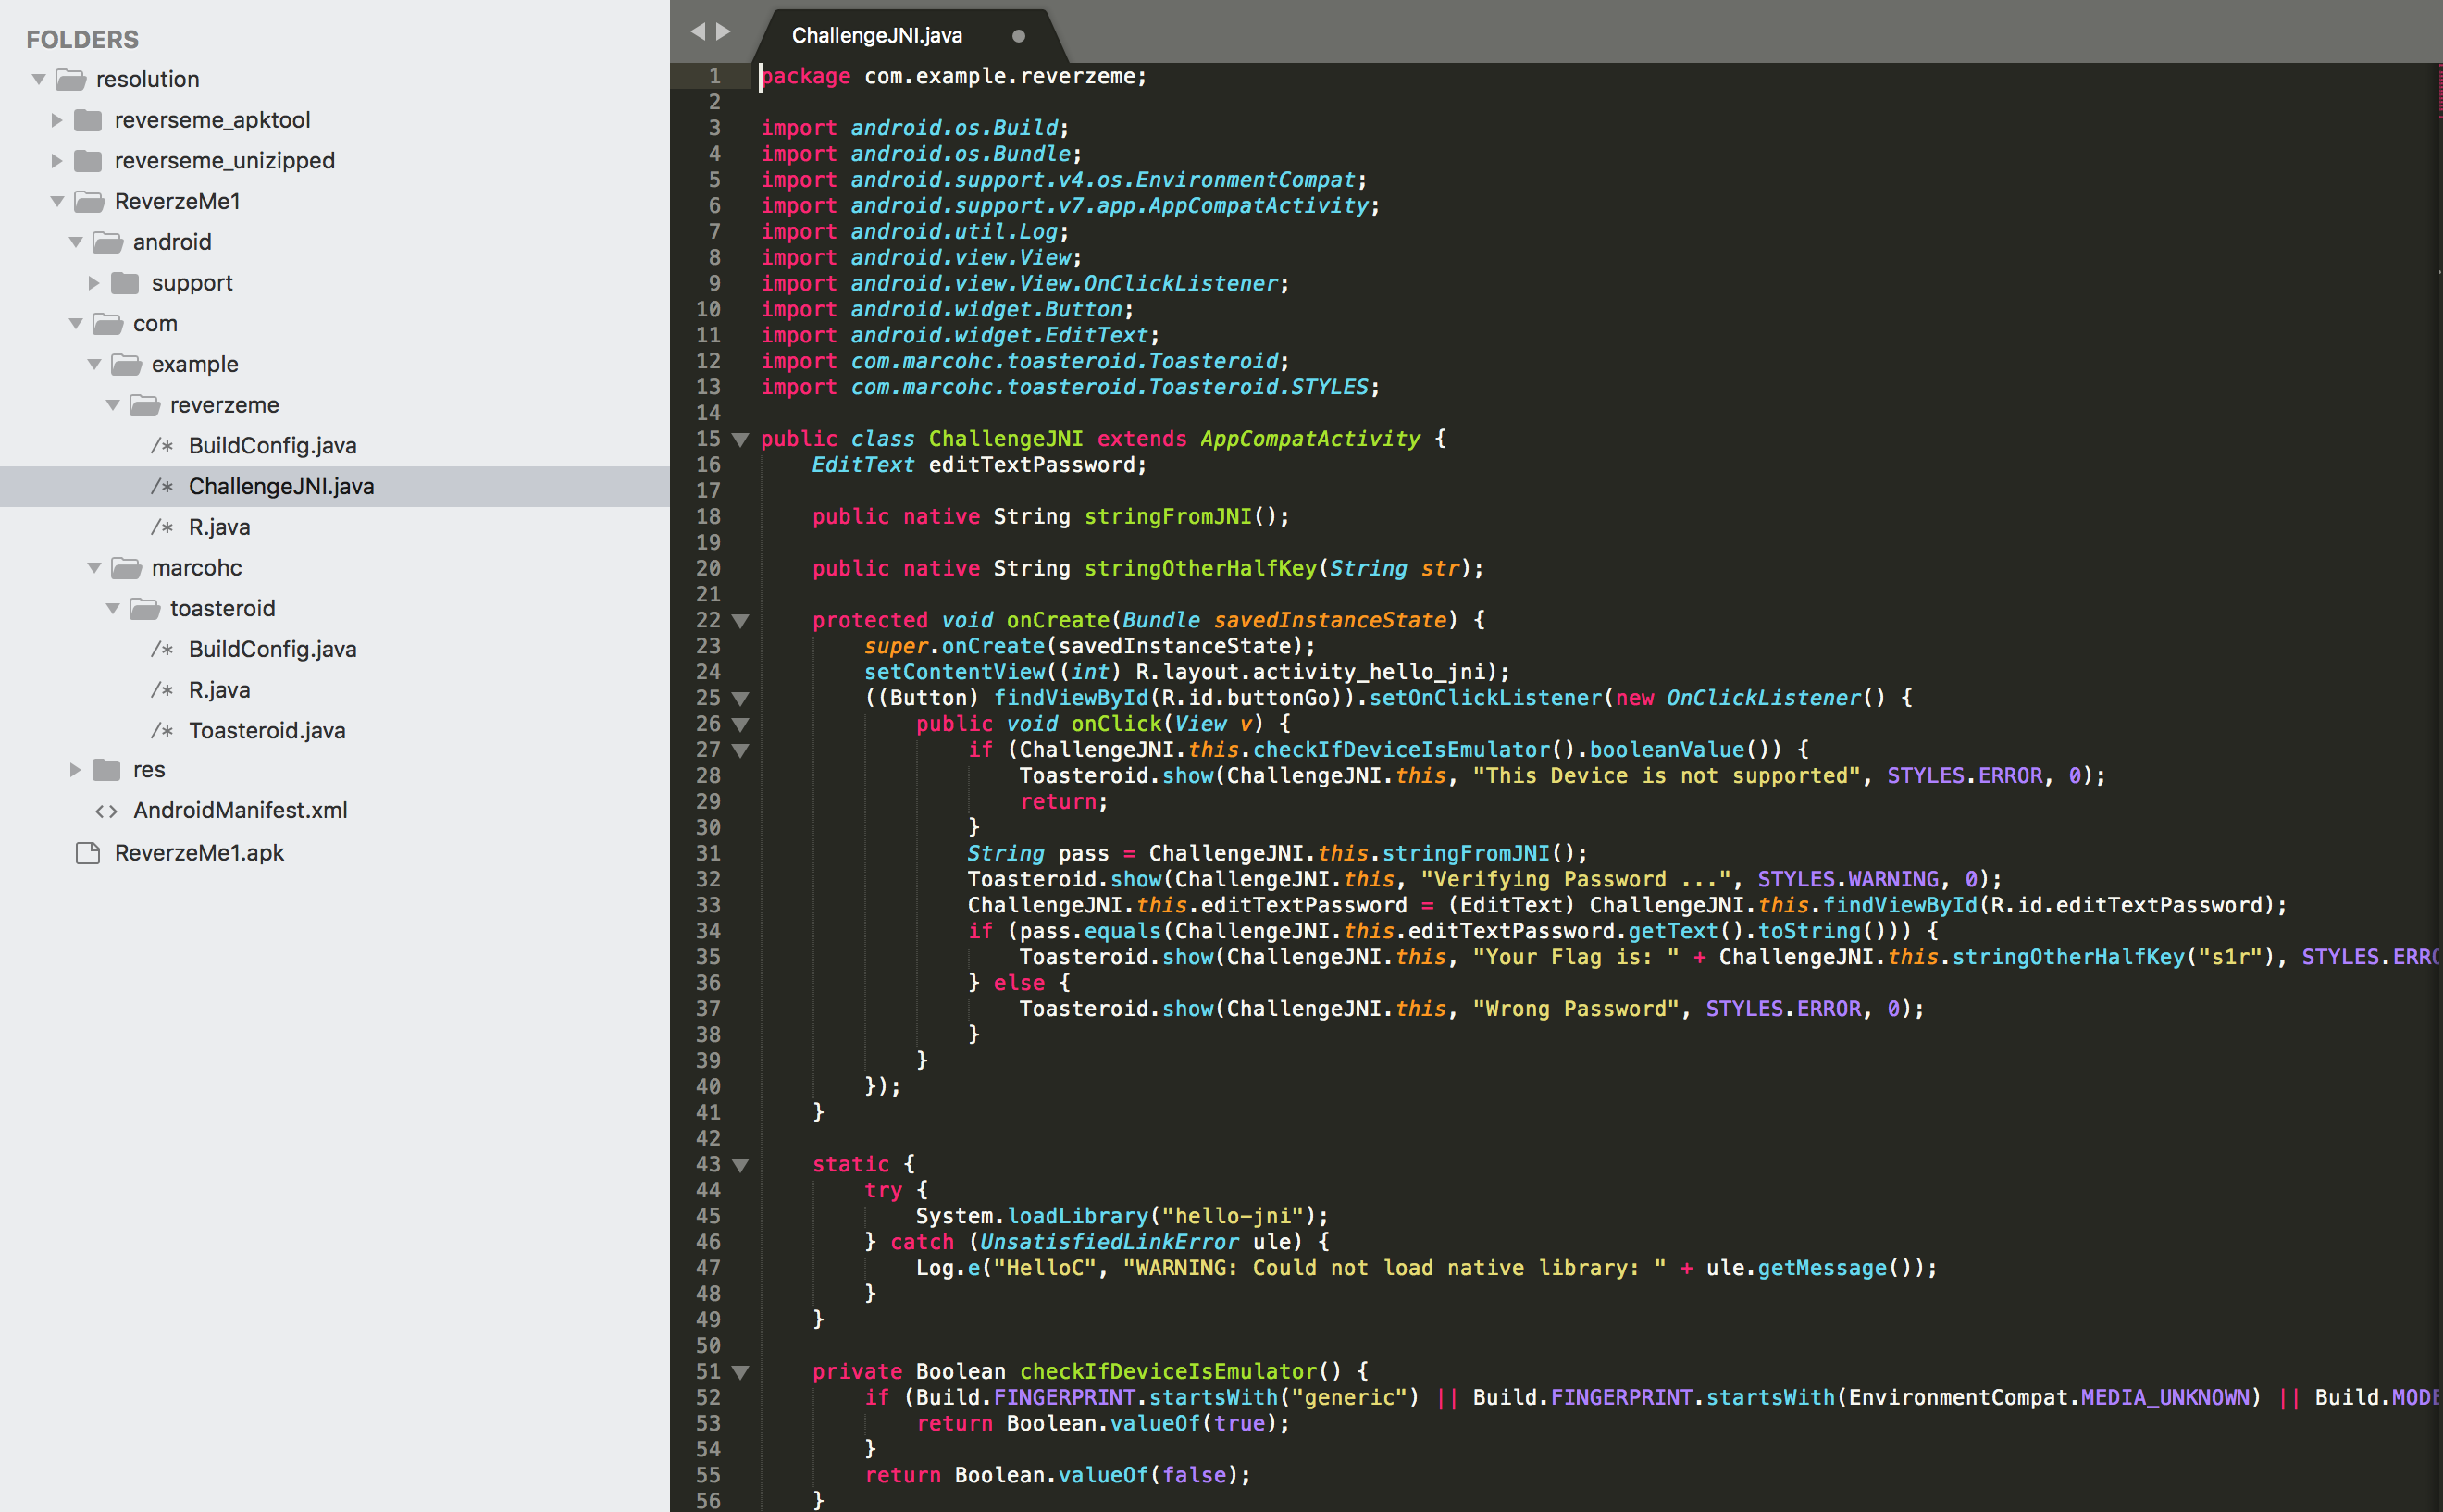 FOLDERS
resolution
reverseme_apktool
reverseme_unizipped
ReverzeMe1
android
support
com
example
reverzeme
/* BuildConfig.java
/* ChallengeJNI.java
/* R.java
marcohc
toasteroid
/* BuildConfig.java
/* R.java
/* Toasteroid.java
res
<> AndroidManifest.xml
ReverzeMe1.apk
ChallengeJNI.java
1 package com.example.reverzeme;
2
3 import android.os.Build;
4 import android.os.Bundle;
5 import android.support.v4.os.EnvironmentCompat;
6 import android.support.v7.app.AppCompatActivity;
7 import android.util.Log;
8 import android.view.View;
9 import android.view.View.OnClickListener;
10 import android.widget.Button;
11 import android.widget.EditText;
12 import com.marcohc.toasteroid.Toasteroid;
13 import com.marcohc.toasteroid.Toasteroid.STYLES;
14
15 public class ChallengeJNI extends AppCompatActivity {
16     EditText editTextPassword;
17
18     public native String stringFromJNI();
19
20     public native String stringOtherHalfKey(String str);
21
22     protected void onCreate(Bundle savedInstanceState) {
23         super.onCreate(savedInstanceState);
24         setContentView((int) R.layout.activity_hello_jni);
25         ((Button) findViewById(R.id.buttonGo)).setOnClickListener(new OnClickListener() {
26             public void onClick(View v) {
27                 if (ChallengeJNI.this.checkIfDeviceIsEmulator().booleanValue()) {
28                     Toasteroid.show(ChallengeJNI.this, "This Device is not supported", STYLES.ERROR, 0);
29                     return;
30                 }
31                 String pass = ChallengeJNI.this.stringFromJNI();
32                 Toasteroid.show(ChallengeJNI.this, "Verifying Password ...", STYLES.WARNING, 0);
33                 ChallengeJNI.this.editTextPassword = (EditText) ChallengeJNI.this.findViewById(R.id.editTextPassword);
34                 if (pass.equals(ChallengeJNI.this.editTextPassword.getText().toString())) {
35                     Toasteroid.show(ChallengeJNI.this, "Your Flag is: " + ChallengeJNI.this.stringOtherHalfKey("s1r"), STYLES.ERRO
36                 } else {
37                     Toasteroid.show(ChallengeJNI.this, "Wrong Password", STYLES.ERROR, 0);
38                 }
39             }
40         });
41     }
42
43     static {
44         try {
45             System.loadLibrary("hello-jni");
46         } catch (UnsatisfiedLinkError ule) {
47             Log.e("HelloC", "WARNING: Could not load native library: " + ule.getMessage());
48         }
49     }
50
51     private Boolean checkIfDeviceIsEmulator() {
52         if (Build.FINGERPRINT.startsWith("generic") || Build.FINGERPRINT.startsWith(EnvironmentCompat.MEDIA_UNKNOWN) || Build.MODE
53             return Boolean.valueOf(true);
54         }
55         return Boolean.valueOf(false);
56     }